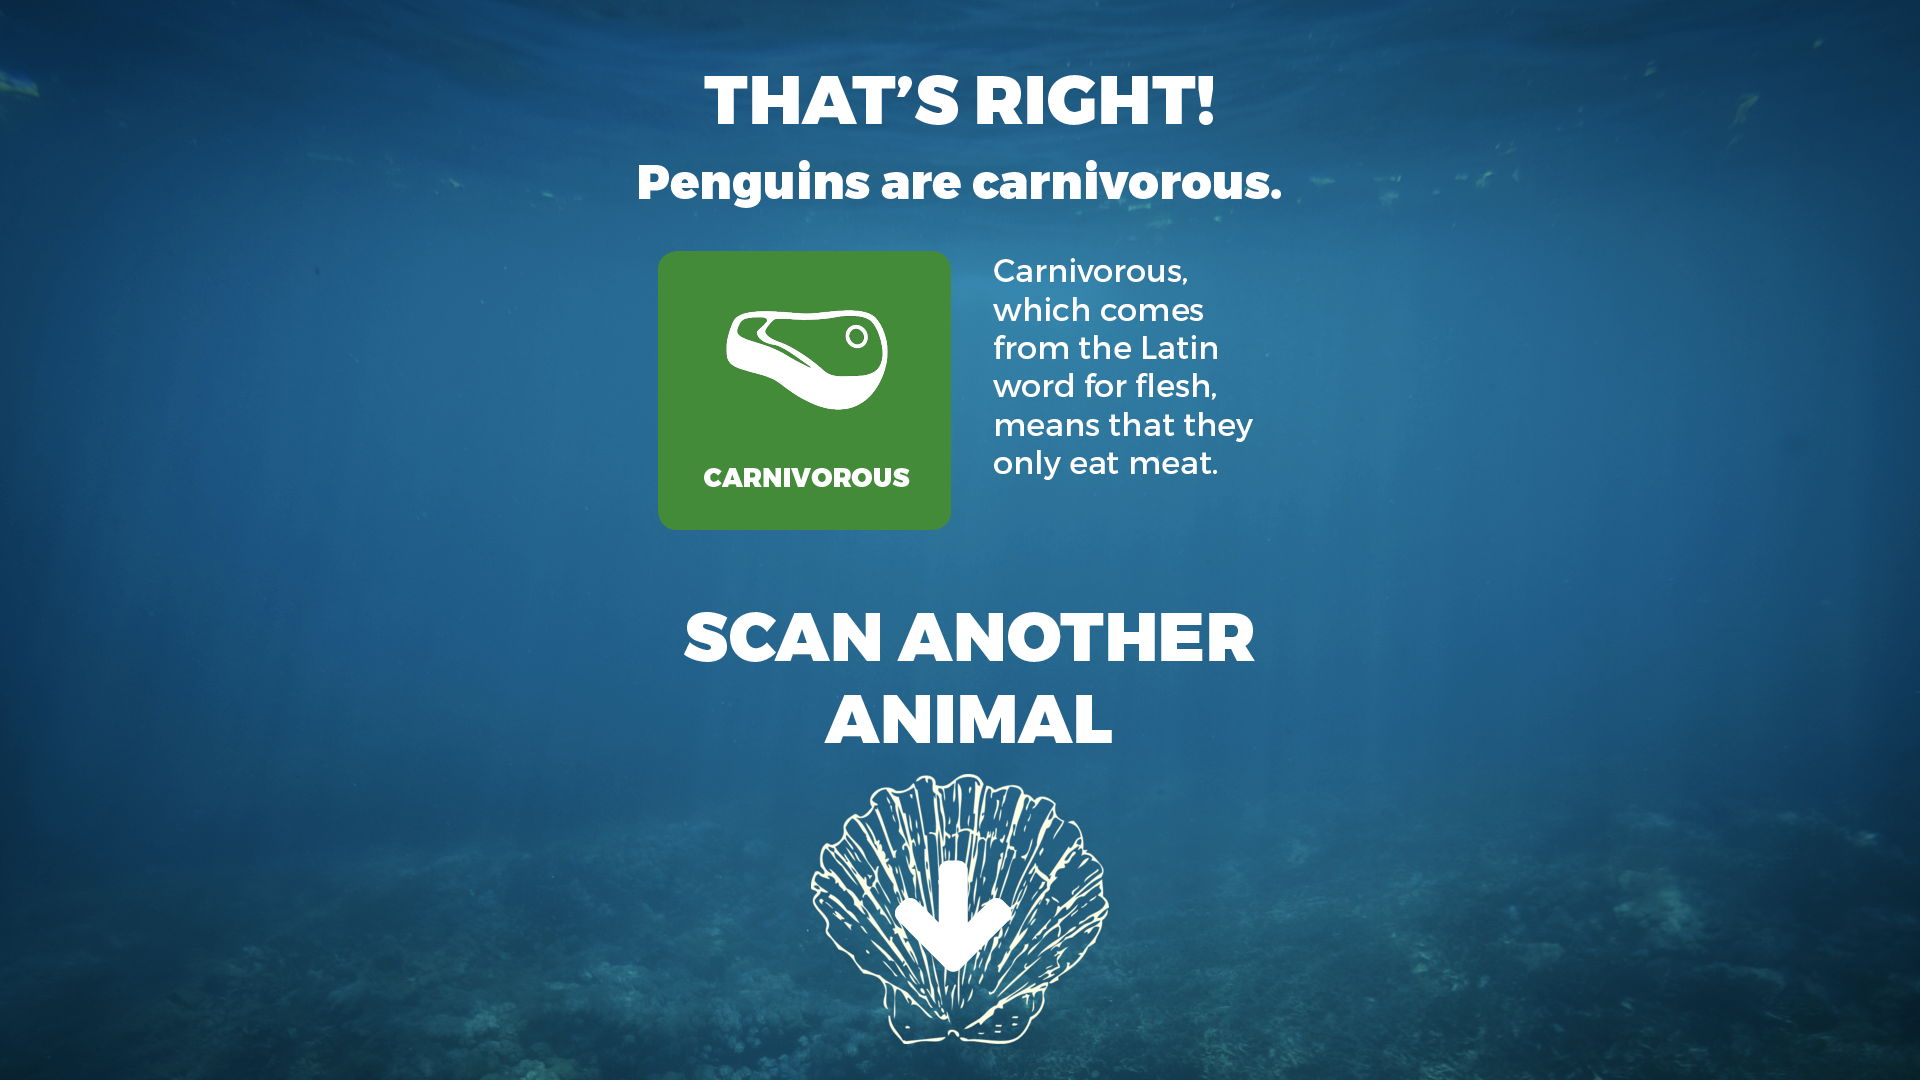 THAT’S RIGHT!
Penguins are carnivorous.
CARNIVOROUS
Carnivorous,
which comes
from the Latin
word for flesh,
means that they
only eat meat.
SCAN ANOTHER
ANIMAL